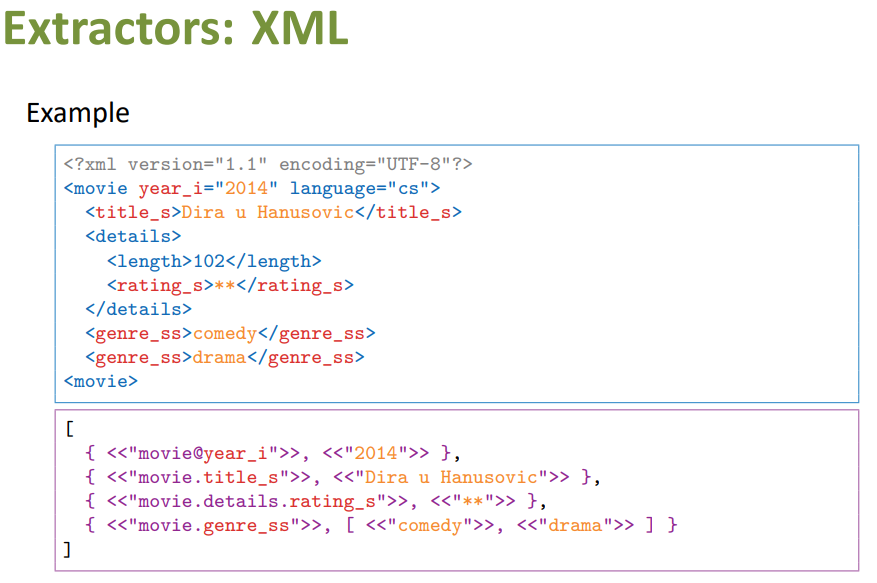 Extractors: XML
Example
<?xml version="1.1" encoding="UTF-8"?>
<movie year_i="2014" language="cs">
  <title_s>Dira u Hanusovic</title_s>
  <details>
    <length>102</length>
    <rating_s>**</rating_s>
  </details>
  <genre_ss>comedy</genre_ss>
  <genre_ss>drama</genre_ss>
<movie>
[
  { <<"movie@year_i">>, <<"2014">> },
  { <<"movie.title_s">>, <<"Dira u Hanusovic">> },
  { <<"movie.details.rating_s">>, <<"**">> },
  { <<"movie.genre_ss">>, [ <<"comedy">>, <<"drama">> ] }
]